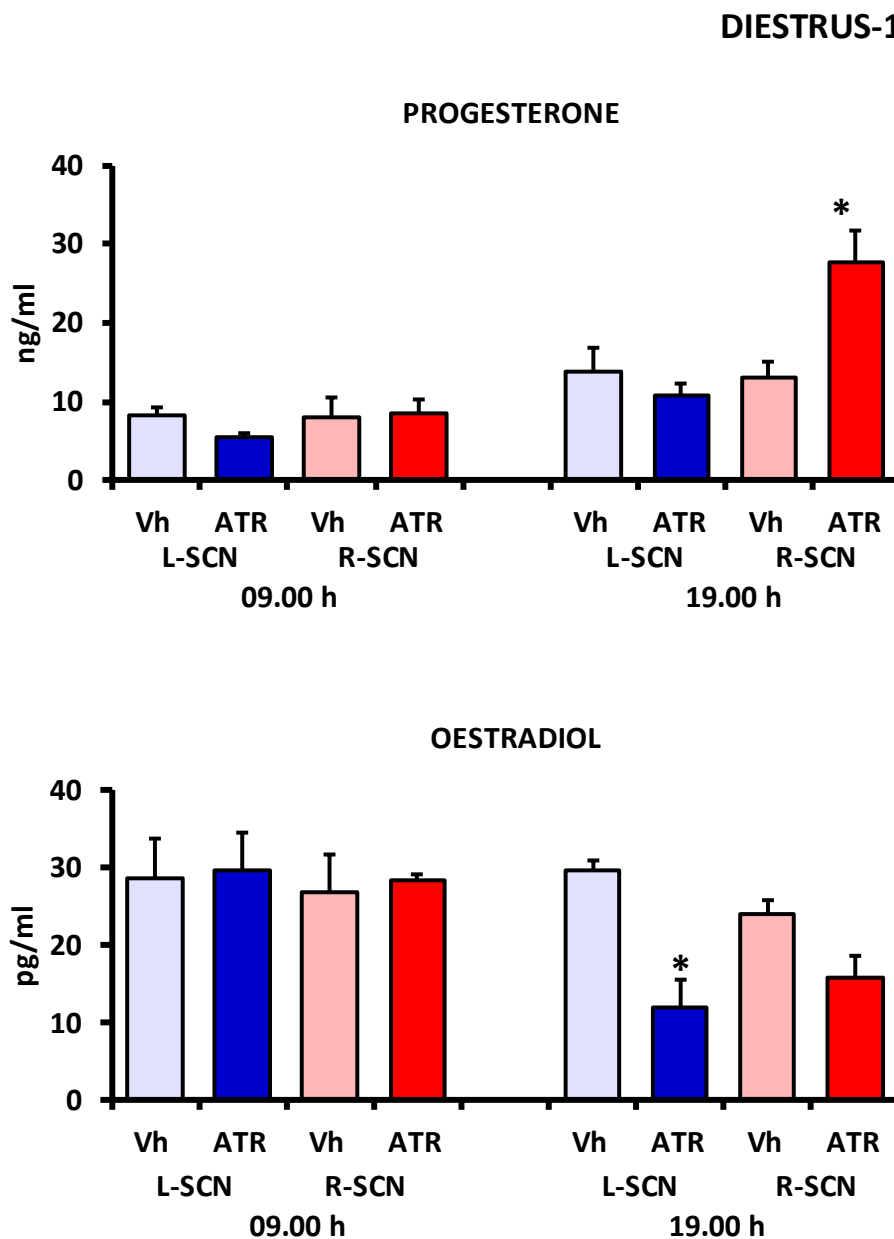 DIESTRUS-1
PROGESTERONE
40
30
20
10
0
ng/ml
*
Vh ATR Vh ATR Vh ATR Vh ATR
L-SCN R-SCN L-SCN R-SCN
09.00 h 19.00 h
OESTRADIOL
40
30
20
10
0
pg/ml
*
Vh ATR Vh ATR Vh ATR Vh ATR
L-SCN R-SCN L-SCN R-SCN
09.00 h 19.00 h